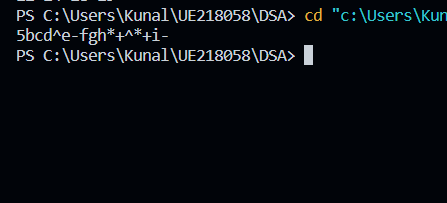 PS C:\Users\Kunal\UE218058\DSA> cd "c:\Users\Kun
5bcd^e-fgh*+^*+i-
PS C:\Users\Kunal\UE218058\DSA>